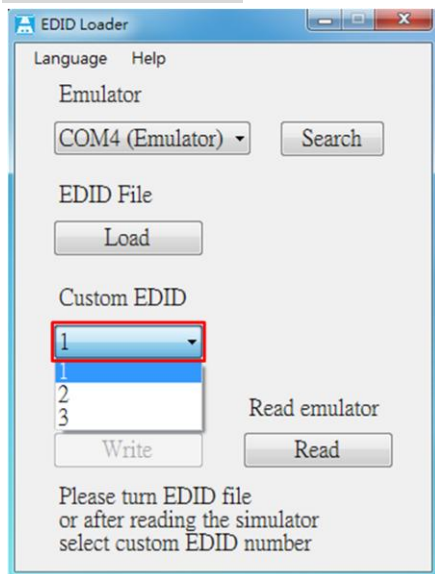 EDID Loader
Language Help
Emulator
COM4 (Emulator) Search
EDID File
Load
Custom EDID
1
1
2
3
Read emulator
Write Read
Please turn EDID file
or after reading the simulator
select custom EDID number